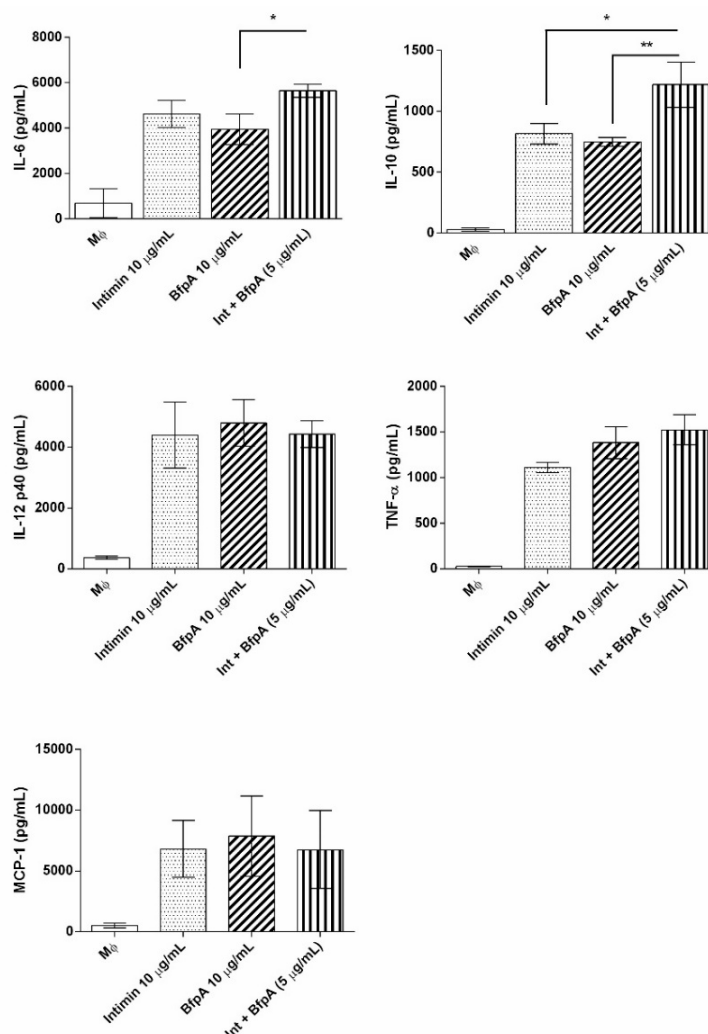 *
8000
6000
4000
2000
0
IL-6 (pg/mL)
Mϕ
Intimin 10 μg/mL
BfpA 10 μg/mL
Int + BfpA (5 μg/mL)
*
**
1500
1000
500
0
IL-10 (pg/mL)
Mϕ
Intimin 10 μg/mL
BfpA 10 μg/mL
Int + BfpA (5 μg/mL)
6000
4000
2000
0
IL-12 p40 (pg/mL)
Mϕ
Intimin 10 μg/mL
BfpA 10 μg/mL
Int + BfpA (5 μg/mL)
2000
1500
1000
500
0
TNF-α (pg/mL)
Mϕ
Intimin 10 μg/mL
BfpA 10 μg/mL
Int + BfpA (5 μg/mL)
15000
10000
5000
0
MCP-1 (pg/mL)
Mϕ
Intimin 10 μg/mL
BfpA 10 μg/mL
Int + BfpA (5 μg/mL)